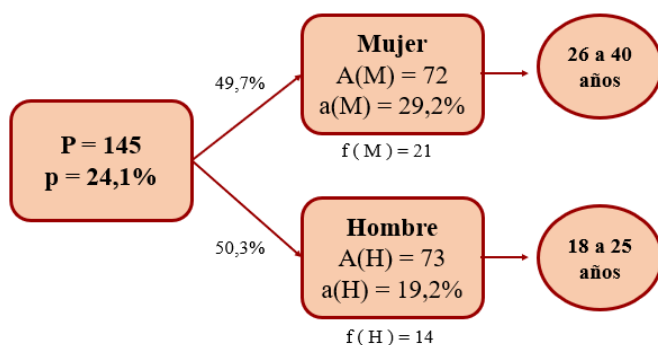 P = 145
p = 24,1%
49,7%
Mujer
A(M) = 72
a(M) = 29,2%
f ( M ) = 21
26 a 40
años
50,3%
Hombre
A(H) = 73
a(H) = 19,2%
f ( H ) = 14
18 a 25
años